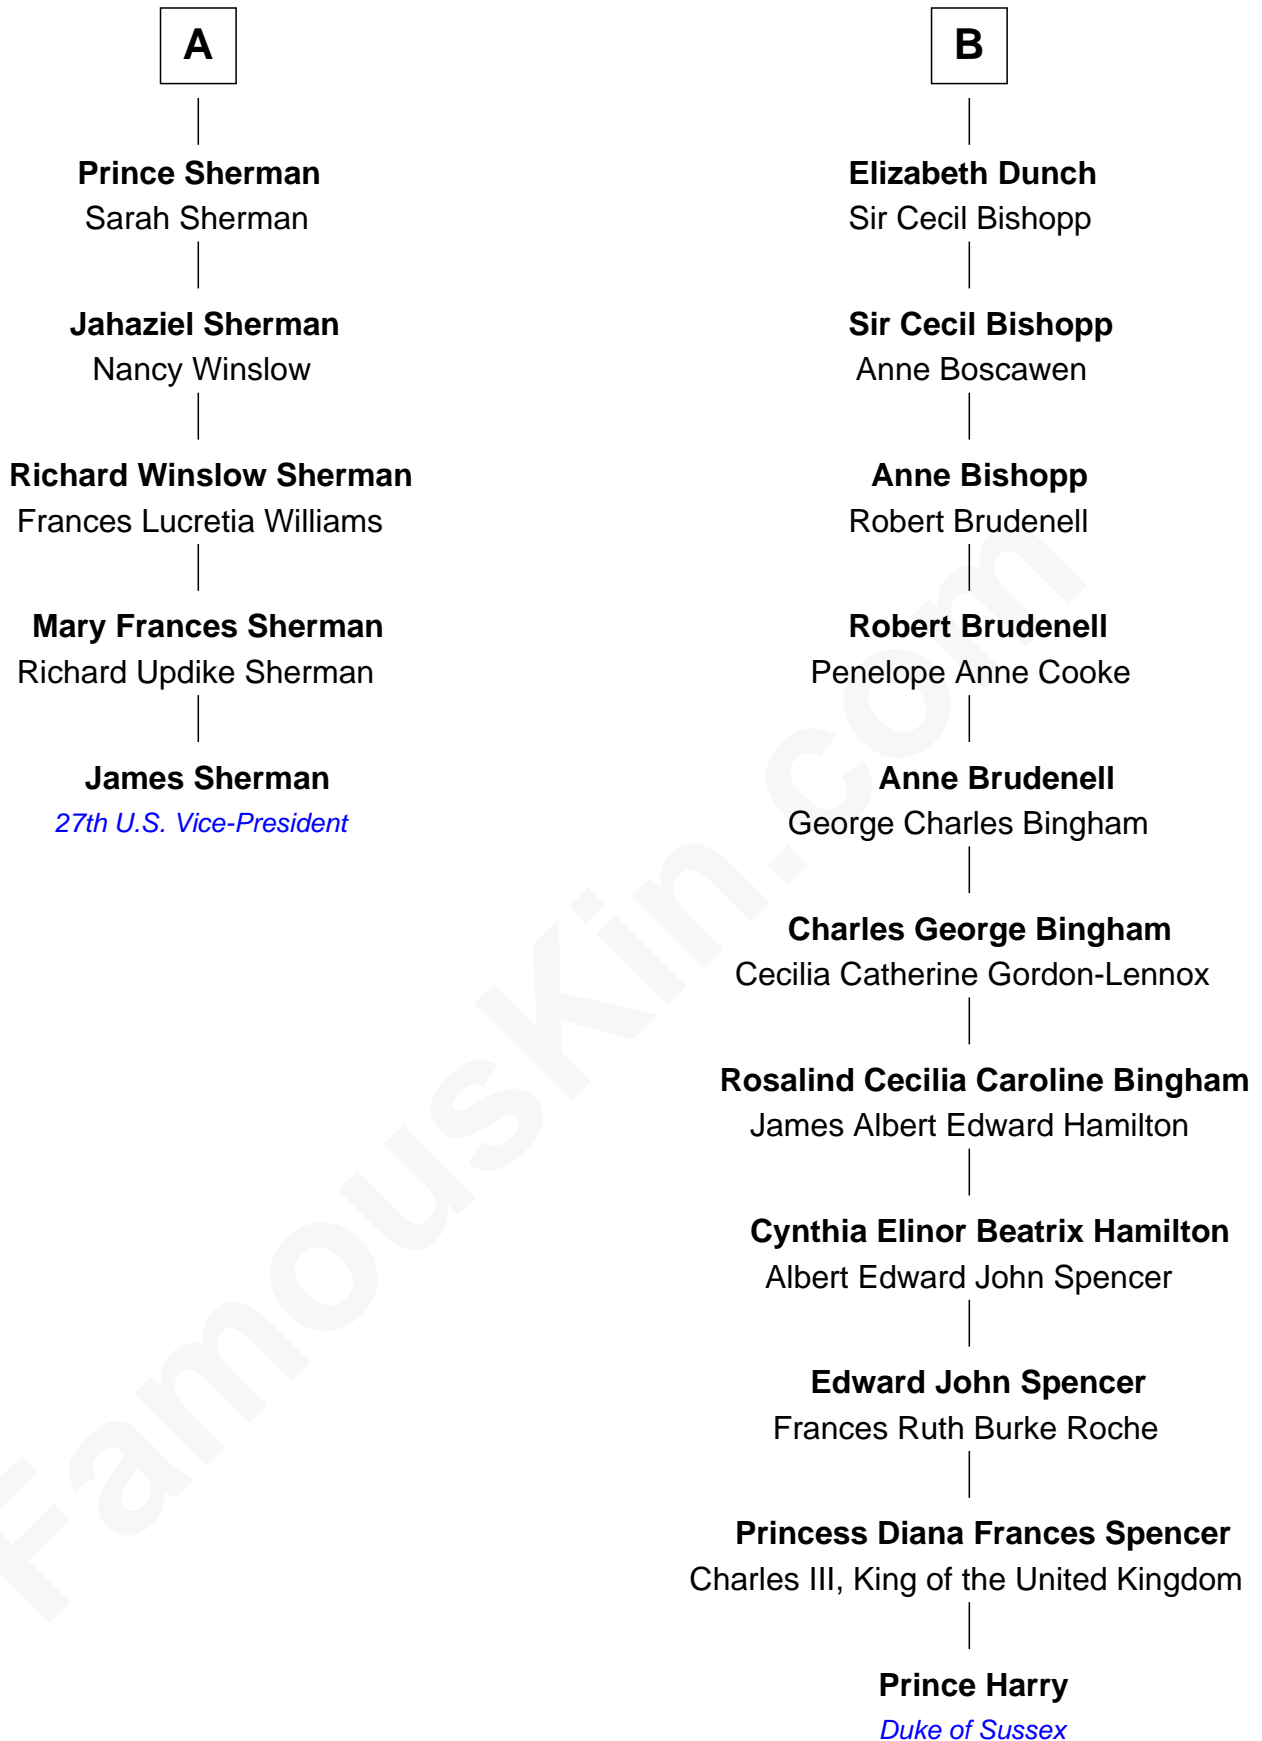 A
Prince Sherman
Sarah Sherman
Jahaziel Sherman
Nancy Winslow
Richard Winslow Sherman
Frances Lucretia Williams
Mary Frances Sherman
Richard Updike Sherman
James Sherman
27th U.S. Vice-President
B
Elizabeth Dunch
Sir Cecil Bishopp
Sir Cecil Bishopp
Anne Boscawen
Anne Bishopp
Robert Brudenell
Robert Brudenell
Penelope Anne Cooke
Anne Brudenell
George Charles Bingham
Charles George Bingham
Cecilia Catherine Gordon-Lennox
Rosalind Cecilia Caroline Bingham
James Albert Edward Hamilton
Cynthia Elinor Beatrix Hamilton
Albert Edward John Spencer
Edward John Spencer
Frances Ruth Burke Roche
Princess Diana Frances Spencer
Charles III, King of the United Kingdom
Prince Harry
Duke of Sussex
FamousKin.com